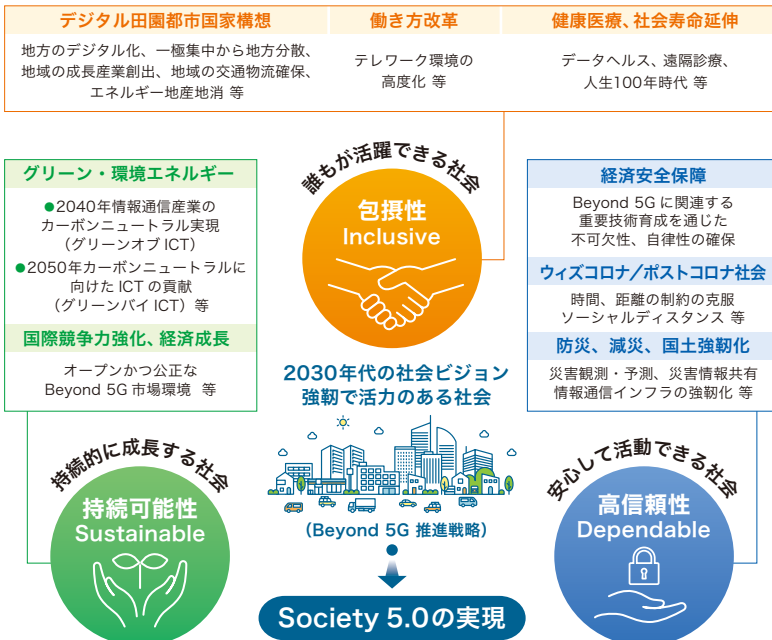 デジタル田園都市国家構想
地方のデジタル化、一極集中から地方分散、
地域の成長産業創出、地域の交通物流確保、
エネルギー地産地消 等
働き方改革
テレワーク環境の
高度化 等
健康医療、社会寿命延伸
データヘルス、遠隔診療、
人生100年時代 等
誰もが活躍できる社会
包摂性
Inclusive
グリーン・環境エネルギー
●2040年情報通信産業の
カーボンニュートラル実現
（グリーンオブ ICT）
●2050年カーボンニュートラルに
向けた ICT の貢献
（グリーンバイ ICT）等
国際競争力強化、経済成長
オープンかつ公正な
Beyond 5G 市場環境 等
経済安全保障
Beyond 5G に関連する
重要技術育成を通じた
不可欠性、自律性の確保
ウィズコロナ／ポストコロナ社会
時間、距離の制約の克服
ソーシャルディスタンス 等
防災、減災、国土強靭化
災害観測・予測、災害情報共有
情報通信インフラの強靭化 等
2030年代の社会ビジョン
強靭で活力のある社会
（Beyond 5G 推進戦略）
持続的に成長する社会
持続可能性
Sustainable
安心して活動できる社会
高信頼性
Dependable
Society 5.0の実現